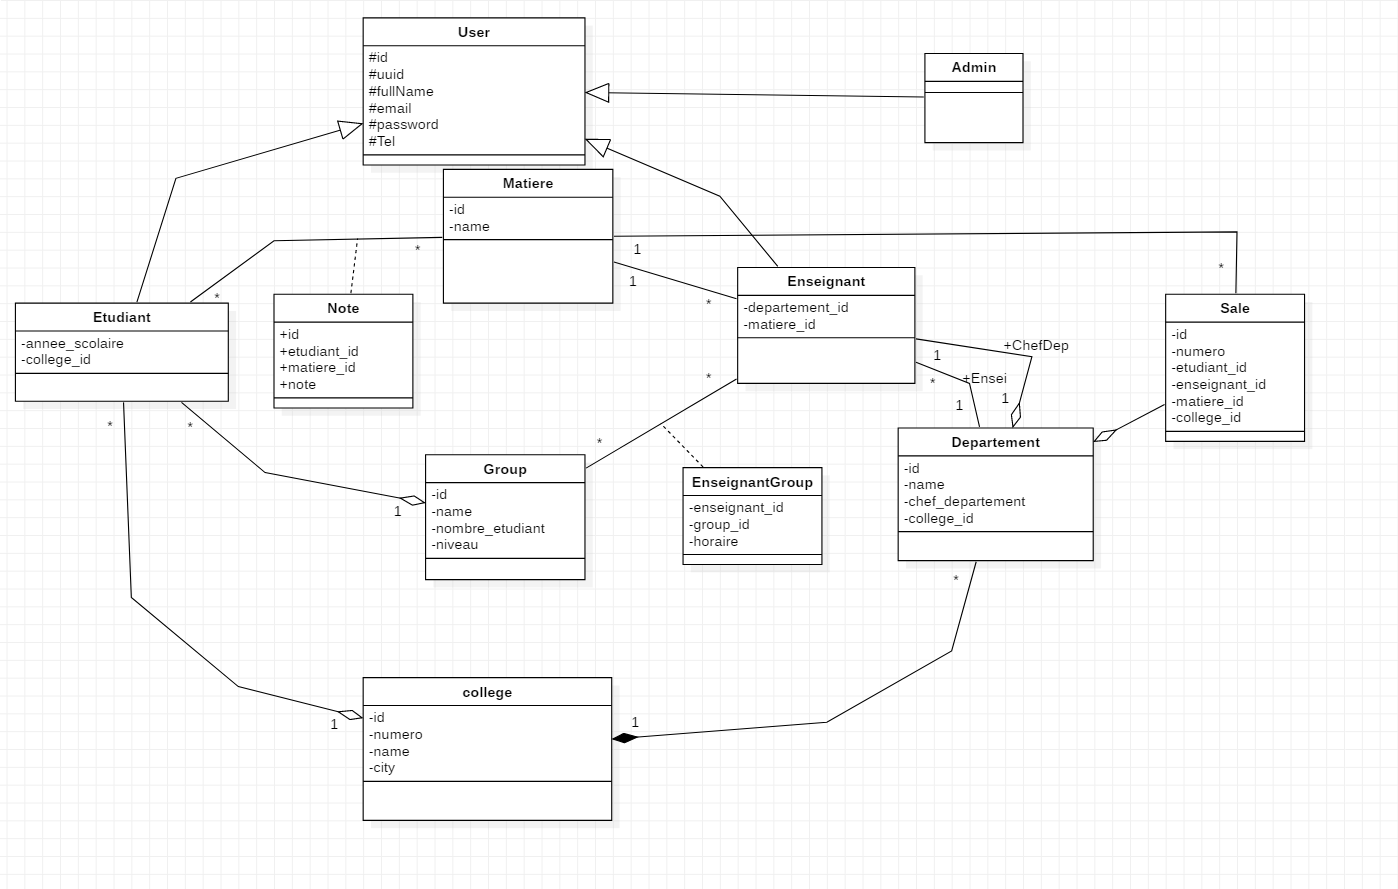 User
#id
#uuid
#fullName
#email
#password
#Tel
Admin
Matiere
-id
-name
*
1
1
*
*
*
Enseignant
-departement_id
-matiere_id
Etudiant
-annee_scolaire
-college_id
Note
+id
+etudiant_id
+matiere_id
+note
Sale
-id
-numero
-etudiant_id
-enseignant_id
-matiere_id
-college_id
1
+ChefDep
*
+Ensei
1
1
*
*
*
*
Group
-id
-name
-nombre_etudiant
-niveau
1
EnseignantGroup
-enseignant_id
-group_id
-horaire
Departement
-id
-name
-chef_departement
-college_id
*
college
-id
-numero
-name
-city
1
1